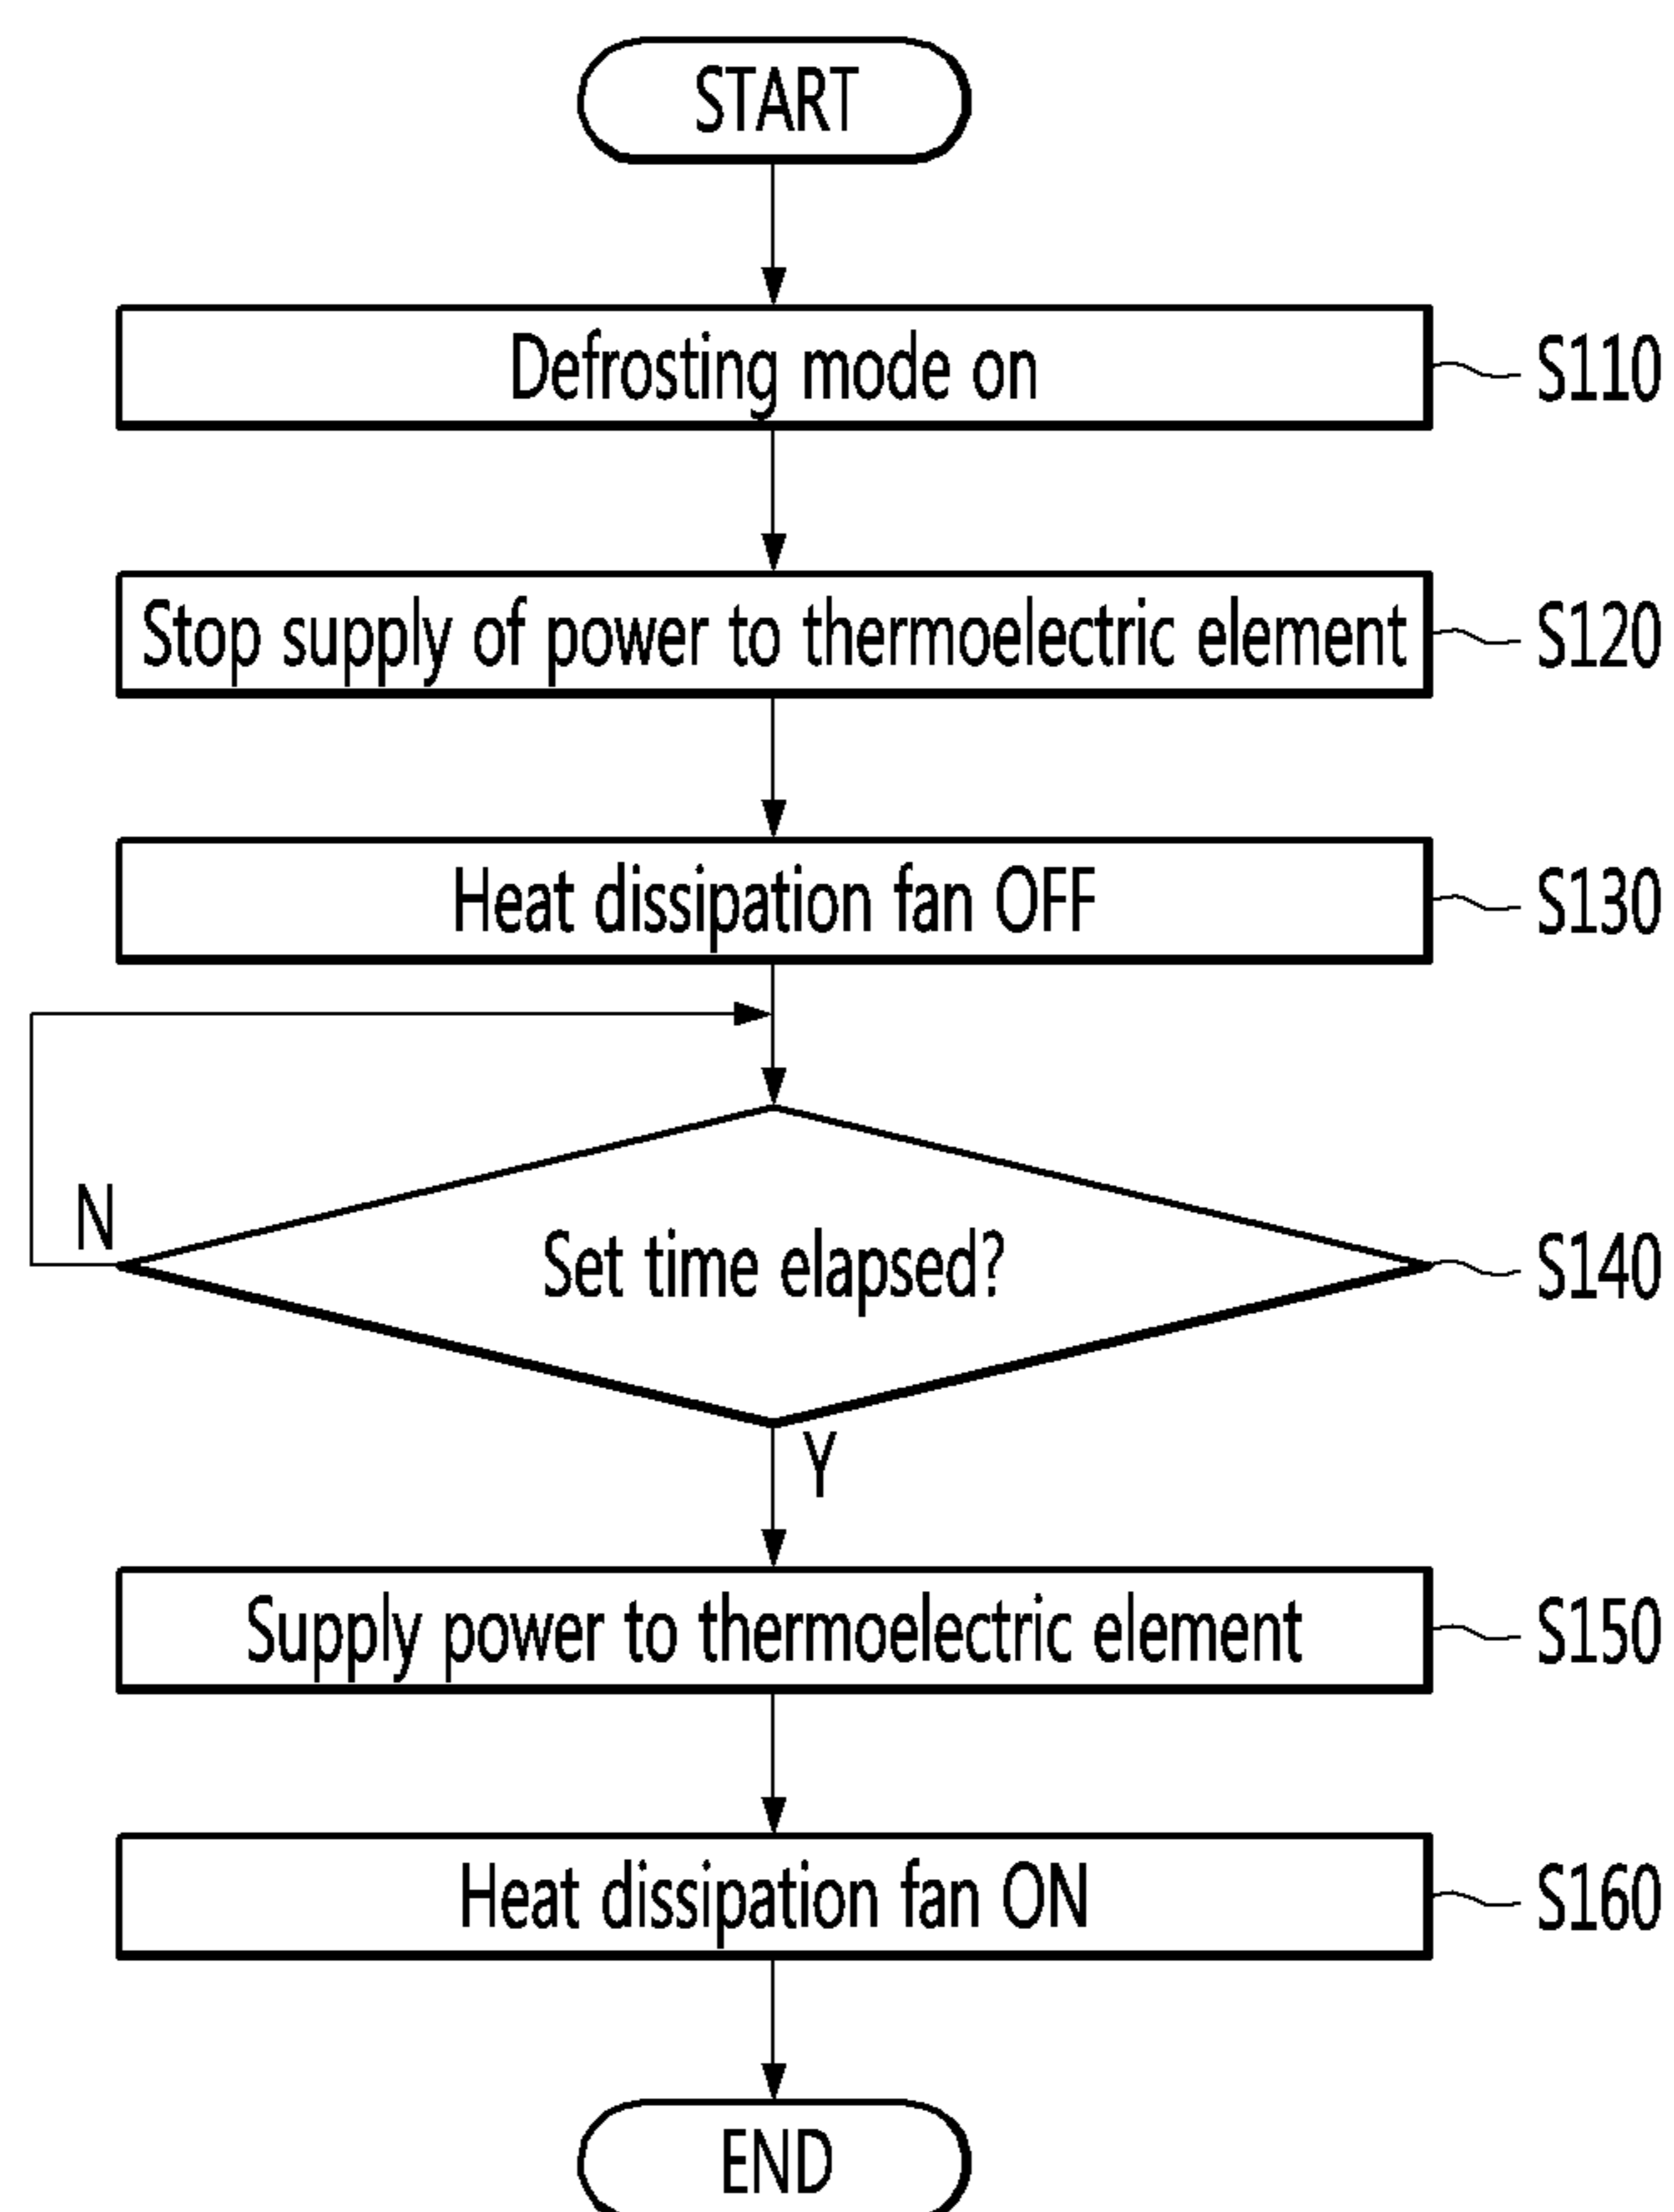 START
Defrosting mode on
S110
Stop supply of power to thermoelectric element
S120
Heat dissipation fan OFF
S130
N
Set time elapsed?
S140
Y
Supply power to thermoelectric element
S150
Heat dissipation fan ON
S160
END